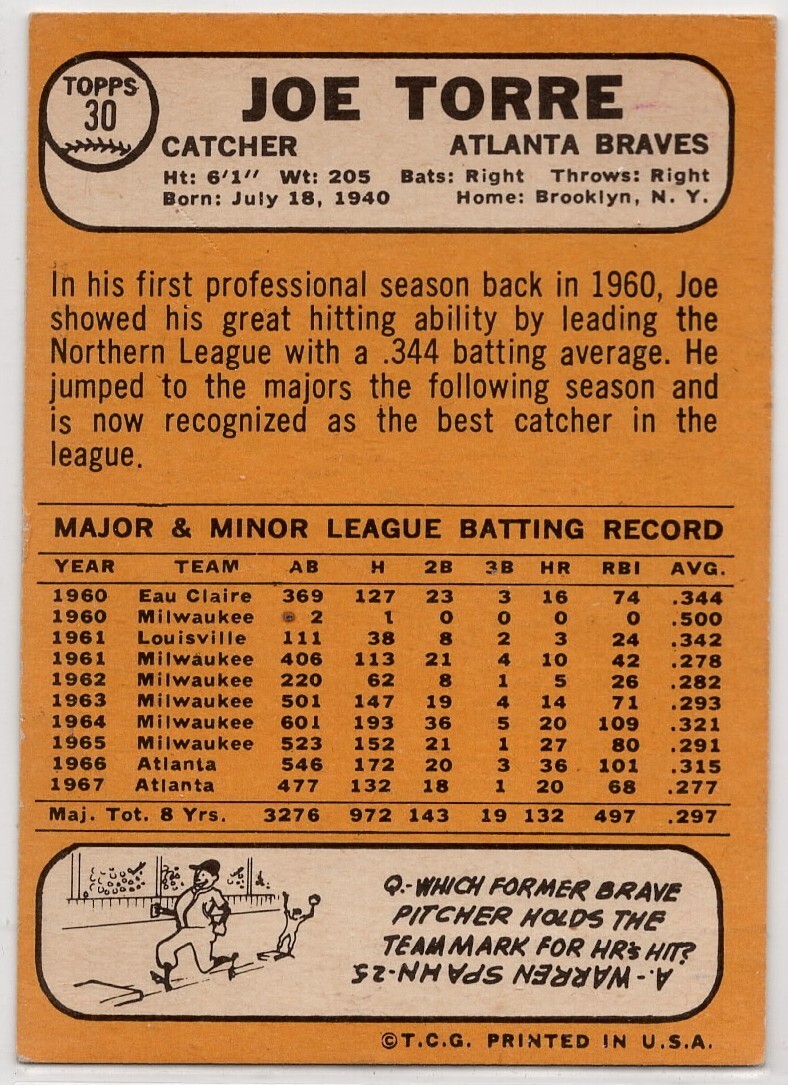 TOPPS
30
JOE TORRE
CATCHER ATLANTA BRAVES
Ht: 6'1" Wt: 205 Bats: Right Throws: Right
Born: July 18, 1940 Home: Brooklyn, N. Y.
In his first professional season back in 1960, Joe
showed his great hitting ability by leading the
Northern League with a .344 batting average. He
jumped to the majors the following season and
is now recognized as the best catcher in the
league.
MAJOR & MINOR LEAGUE BATTING RECORD
YEAR TEAM AB H 2B 3B HR RBI AVG.
1960 Eau Claire 369 127 23 3 16 74 .344
1960 Milwaukee 2 1 0 0 0 0 .500
1961 Louisville 111 38 8 2 3 24 .342
1961 Milwaukee 406 113 21 4 10 42 .278
1962 Milwaukee 220 62 8 1 5 26 .282
1963 Milwaukee 501 147 19 4 14 71 .293
1964 Milwaukee 601 193 36 5 20 109 .321
1965 Milwaukee 523 152 21 1 27 80 .291
1966 Atlanta 546 172 20 3 36 101 .315
1967 Atlanta 477 132 18 1 20 68 .277
Maj. Tot. 8 Yrs. 3276 972 143 19 132 497 .297
Q.-WHICH FORMER BRAVE
PITCHER HOLDS THE
TEAM MARK FOR HR's HIT?
A.-WARREN SPAHN-25
©T.C.G. PRINTED IN U.S.A.